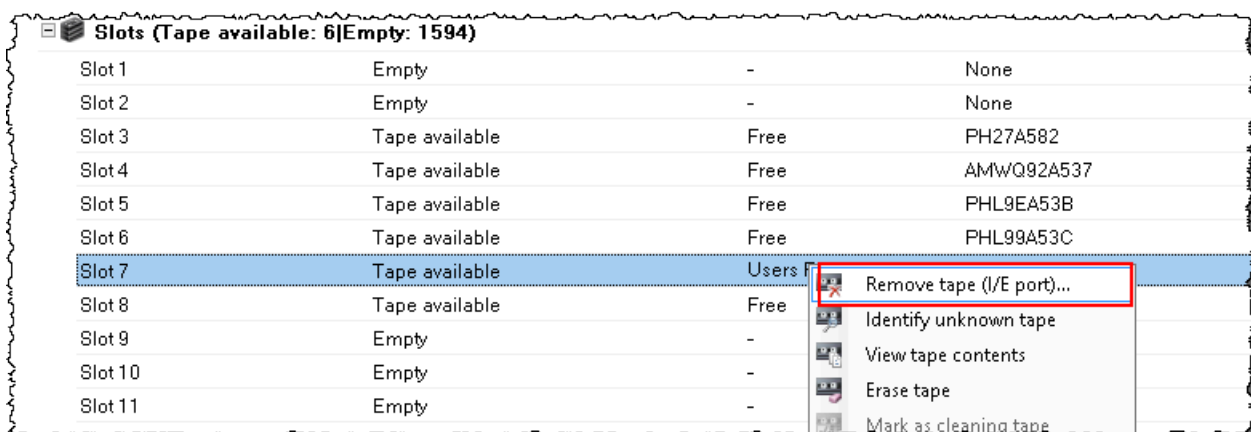 Slots (Tape available: 6|Empty: 1594)
Slot 1 Empty - None
Slot 2 Empty - None
Slot 3 Tape available Free PH27A582
Slot 4 Tape available Free AMWQ92A537
Slot 5 Tape available Free PHL9EA53B
Slot 6 Tape available Free PHL99A53C
Slot 7 Tape available Users
Remove tape (I/E port)...
Slot 8 Tape available Free
Identify unknown tape
Slot 9 Empty -
View tape contents
Slot 10 Empty -
Erase tape
Slot 11 Empty -
Mark as cleaning tape